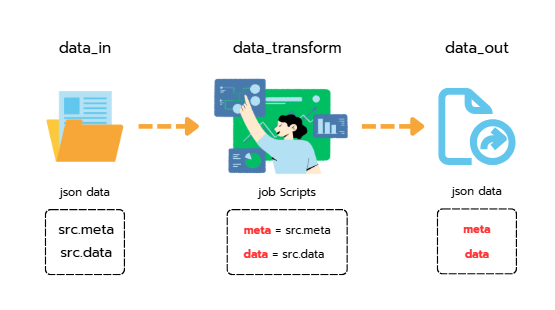 data_in
data_transform
data_out
json data
job Scripts
json data
src.meta
src.data
meta = src.meta
data = src.data
meta
data